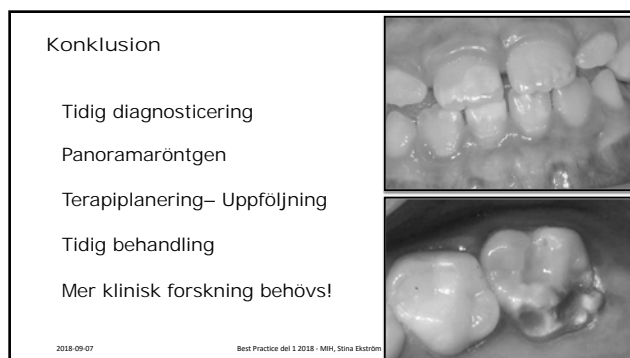 Konklusion
Tidig diagnosticering
Panoramaröntgen
Terapiplanering– Uppföljning
Tidig behandling
Mer klinisk forskning behövs!
2018-09-07
Best Practice del 1 2018 - MIH, Stina Ekström